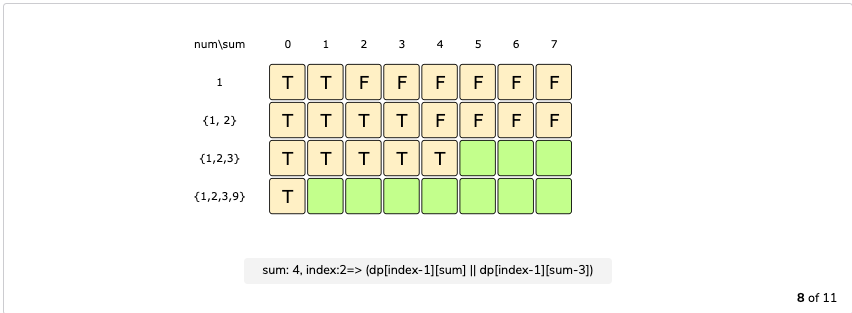 num\sum 0 1 2 3 4 5 6 7
1 T T F F F F F F
{1, 2} T T T T F F F F
{1,2,3} T T T T T
{1,2,3,9} T
sum: 4, index:2=> (dp[index-1][sum] || dp[index-1][sum-3])
8 of 11